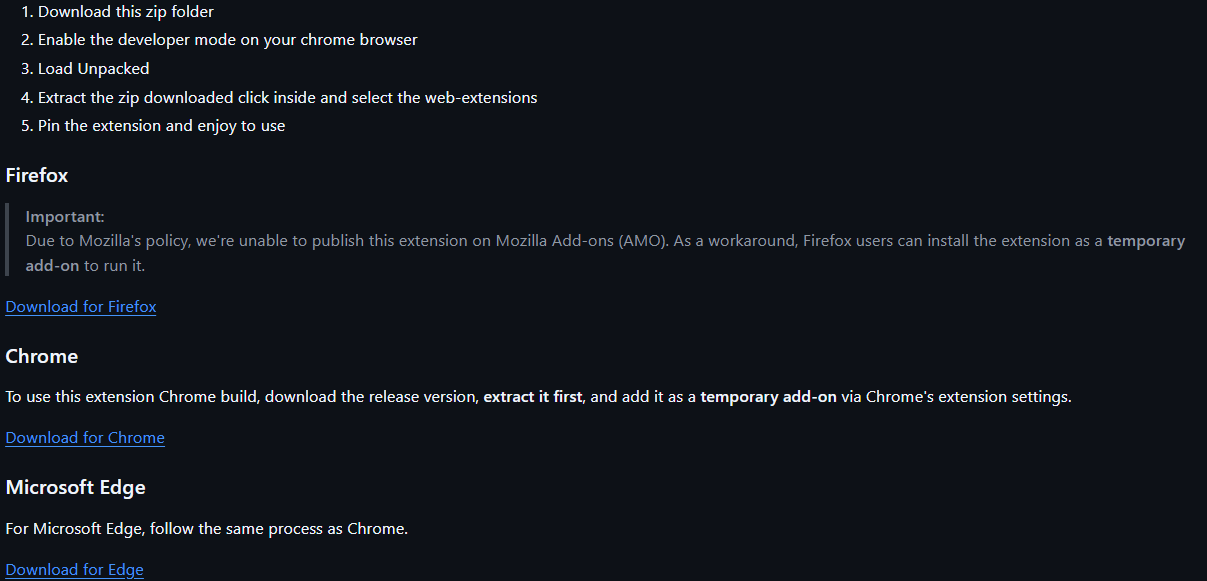 1. Download this zip folder
2. Enable the developer mode on your chrome browser
3. Load Unpacked
4. Extract the zip downloaded click inside and select the web-extensions
5. Pin the extension and enjoy to use
Firefox
Important:
Due to Mozilla's policy, we're unable to publish this extension on Mozilla Add-ons (AMO). As a workaround, Firefox users can install the extension as a temporary
add-on to run it.
Download for Firefox
Chrome
To use this extension Chrome build, download the release version, extract it first, and add it as a temporary add-on via Chrome's extension settings.
Download for Chrome
Microsoft Edge
For Microsoft Edge, follow the same process as Chrome.
Download for Edge